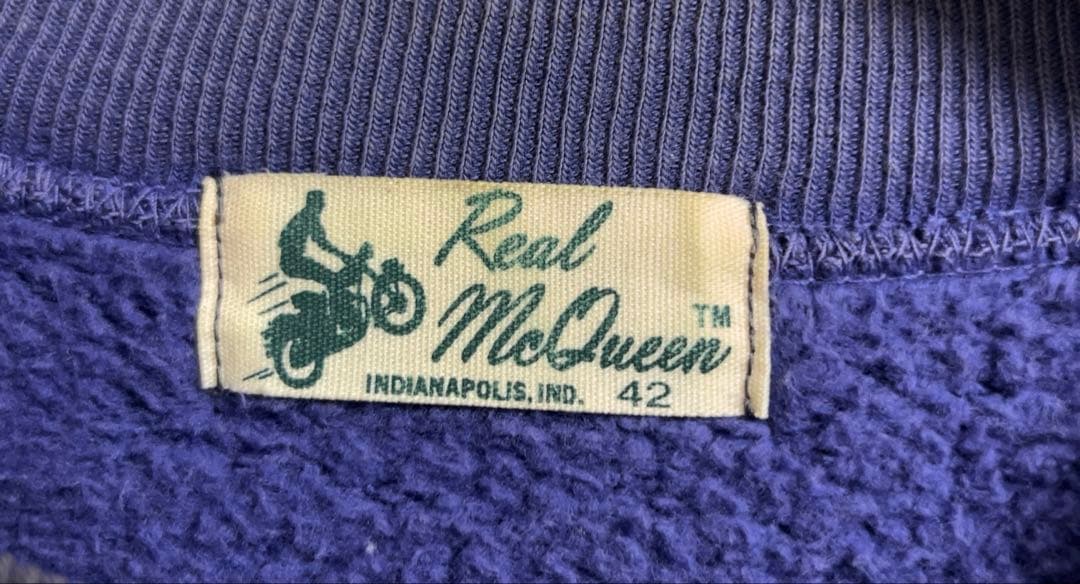 Real
McQueen™
INDIANAPOLIS, IND. 42